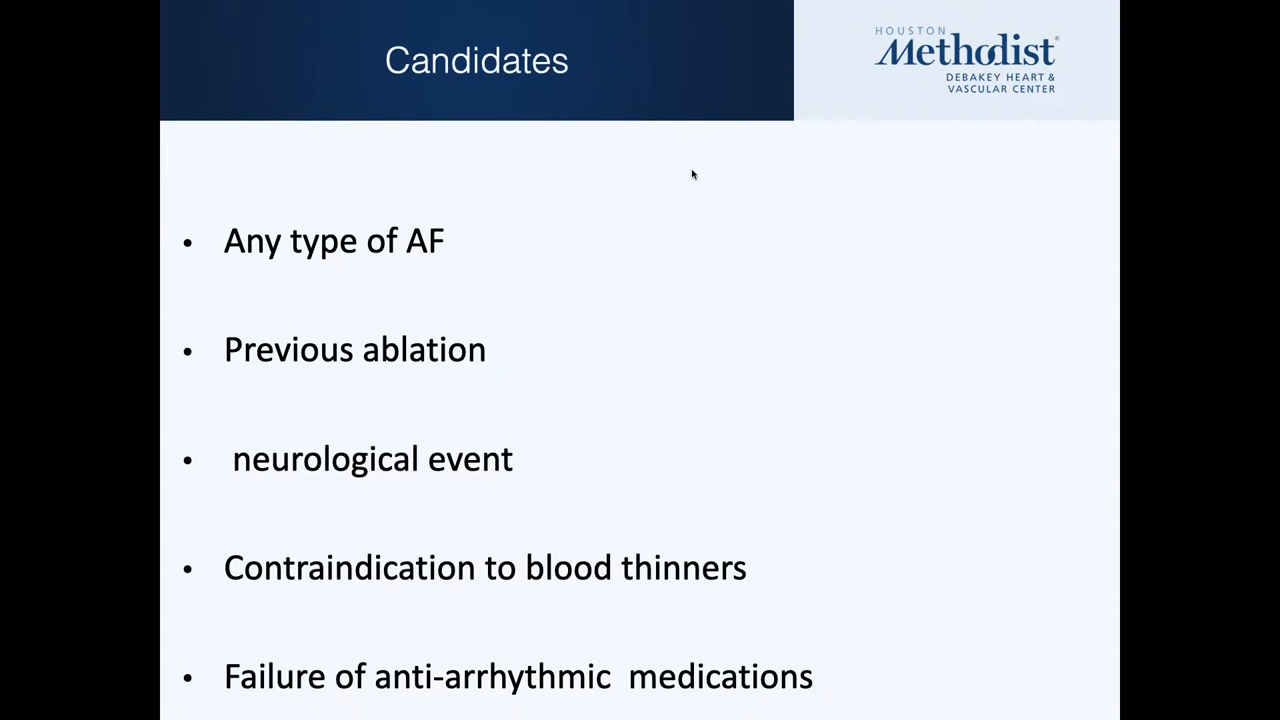 Candidates
HOUSTON
Methodist®
DEBAKEY HEART &
VASCULAR CENTER
• Any type of AF
• Previous ablation
• neurological event
• Contraindication to blood thinners
• Failure of anti-arrhythmic medications